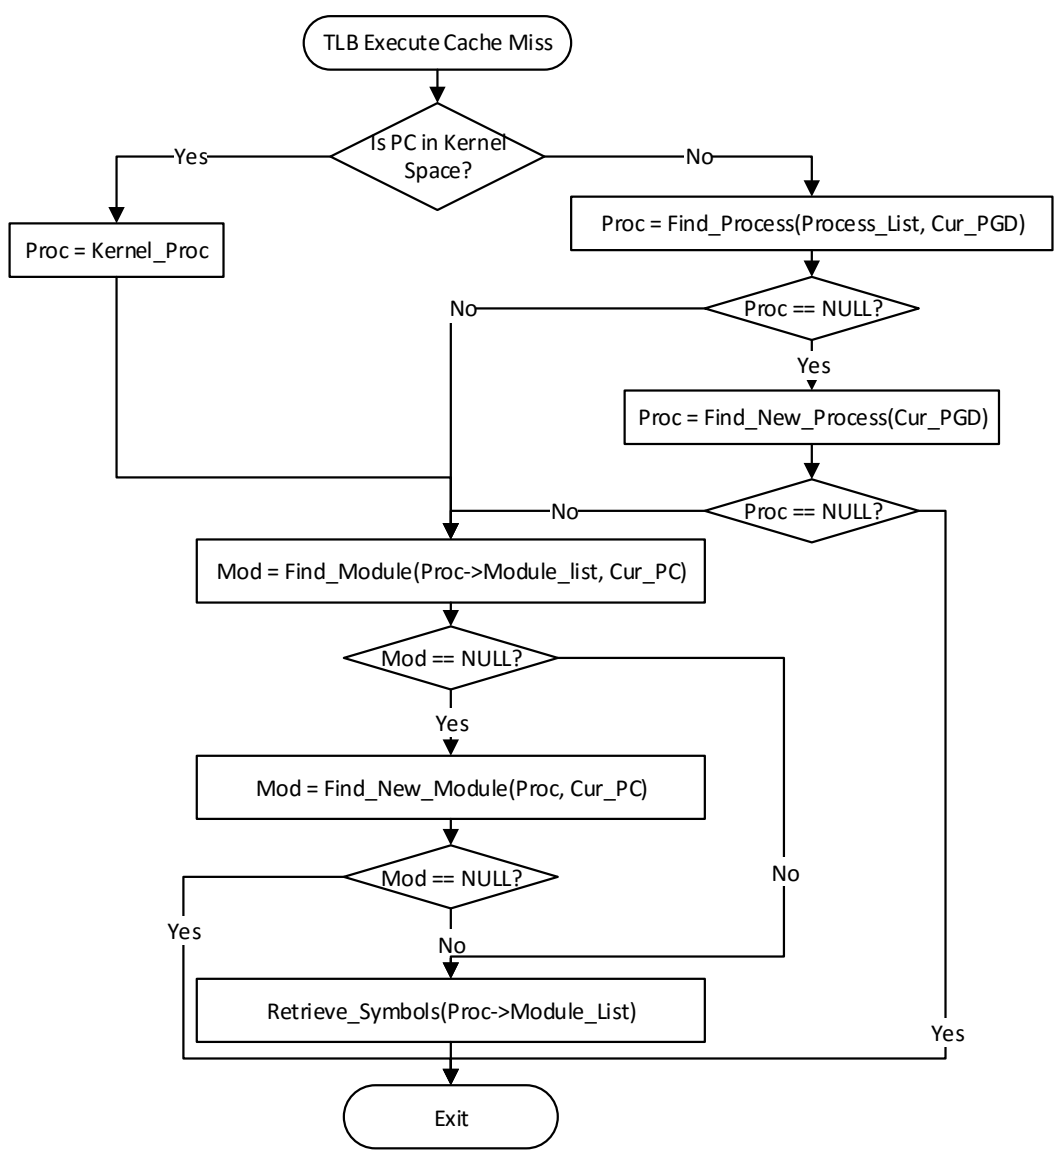 TLB Execute Cache Miss
Is PC in Kernel
Space?
Yes
No
Proc = Kernel_Proc
Proc = Find_Process(Process_List, Cur_PGD)
No
Proc == NULL?
Yes
Proc = Find_New_Process(Cur_PGD)
No
Proc == NULL?
Mod = Find_Module(Proc->Module_list, Cur_PC)
Mod == NULL?
Yes
Mod = Find_New_Module(Proc, Cur_PC)
Mod == NULL?
No
Yes
No
Retrieve_Symbols(Proc->Module_List)
Yes
Exit